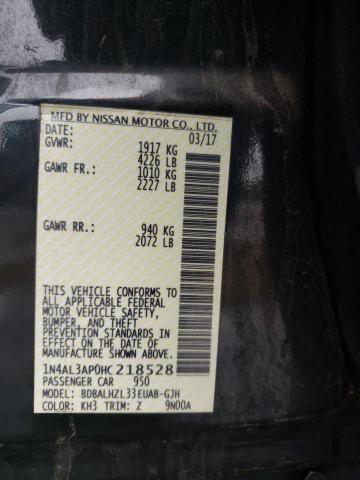 MFD BY NISSAN MOTOR CO., LTD.
DATE: 03/17
GVWR: 1917 KG
4226 LB
GAWR FR.: 1010 KG
2227 LB
GAWR RR.: 940 KG
2072 LB
THIS VEHICLE CONFORMS TO
ALL APPLICABLE FEDERAL
MOTOR VEHICLE SAFETY,
BUMPER, AND THEFT
PREVENTION STANDARDS IN
EFFECT ON THE DATE OF
MANUFACTURE SHOWN ABOVE.
1N4AL3AP0HC218528
PASSENGER CAR 950
MODEL: BDBALHZL33EUAB-GJH
COLOR: KH3 TRIM: Z 9N00A